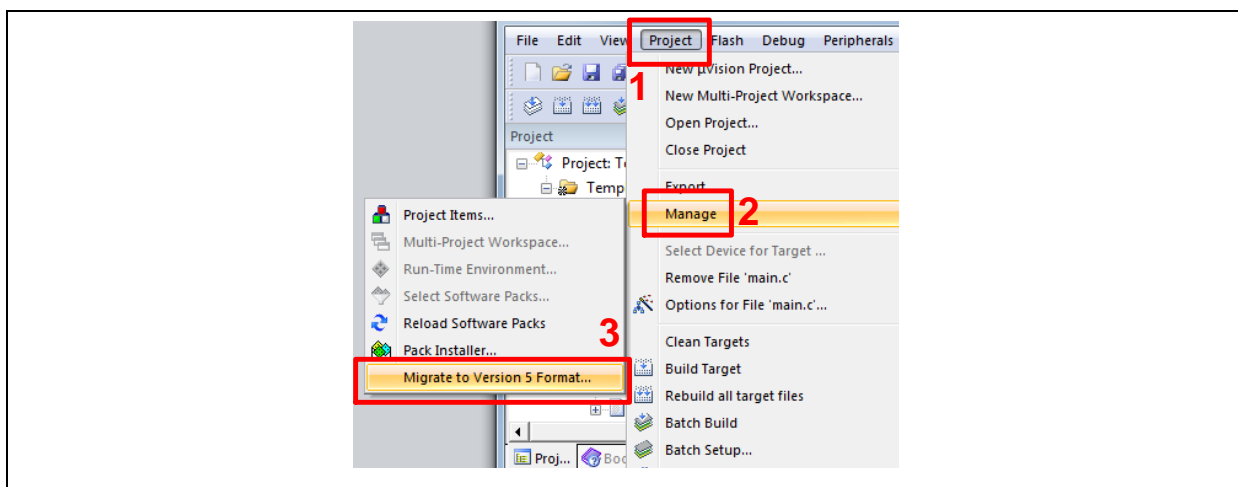 File Edit View Project Flash Debug Peripherals
1
New µVision Project...
New Multi-Project Workspace...
Open Project...
Close Project
Export
Manage
2
Select Device for Target ...
Remove File 'main.c'
Options for File 'main.c'...
Clean Targets
Build Target
Rebuild all target files
Batch Build
Batch Setup...
Project
Project: T
Temp
Project Items...
Multi-Project Workspace...
Run-Time Environment...
Select Software Packs...
Reload Software Packs
3
Pack Installer...
Migrate to Version 5 Format...
Proj...
Boo